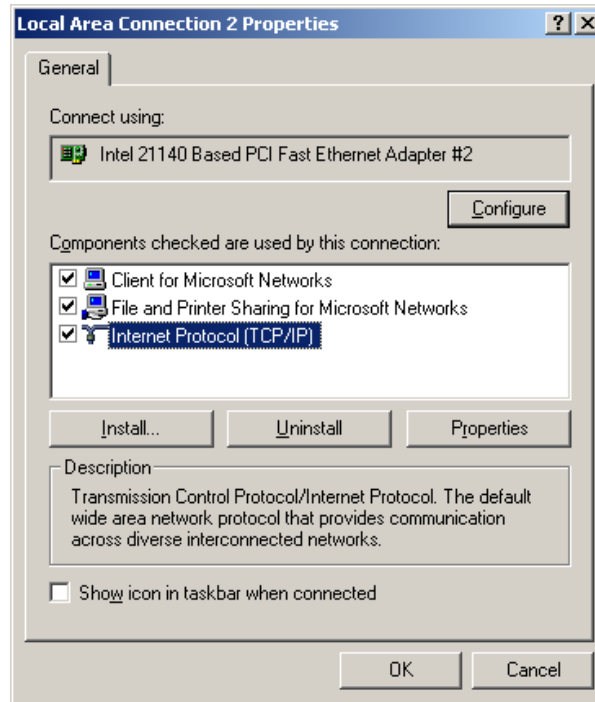 Local Area Connection 2 Properties
General
Connect using:
Intel 21140 Based PCI Fast Ethernet Adapter #2
Configure
Components checked are used by this connection:
Client for Microsoft Networks
File and Printer Sharing for Microsoft Networks
Internet Protocol (TCP/IP)
Install... Uninstall Properties
Description
Transmission Control Protocol/Internet Protocol. The default
wide area network protocol that provides communication
across diverse interconnected networks.
Show icon in taskbar when connected
OK Cancel